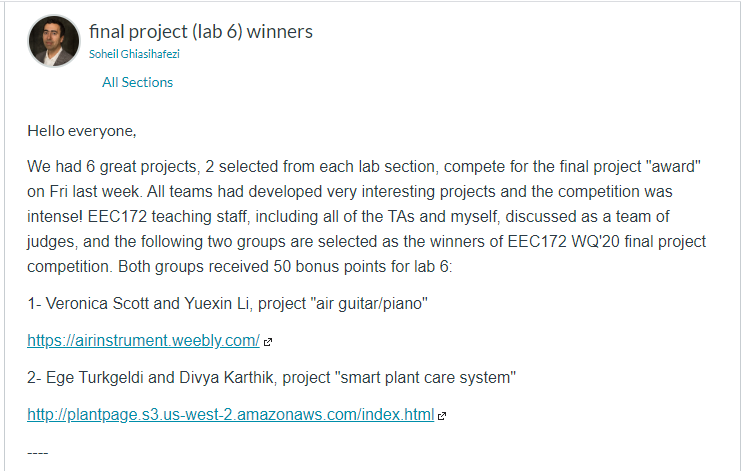 final project (lab 6) winners
Soheil Ghiasihafezi
All Sections
Hello everyone,
We had 6 great projects, 2 selected from each lab section, compete for the final project "award"
on Fri last week. All teams had developed very interesting projects and the competition was
intense! EEC172 teaching staff, including all of the TAs and myself, discussed as a team of
judges, and the following two groups are selected as the winners of EEC172 WQ'20 final project
competition. Both groups received 50 bonus points for lab 6:
1- Veronica Scott and Yuexin Li, project "air guitar/piano"
https://airinstrument.weebly.com/
2- Ege Turkgeldi and Divya Karthik, project "smart plant care system"
http://plantpage.s3.us-west-2.amazonaws.com/index.html
----